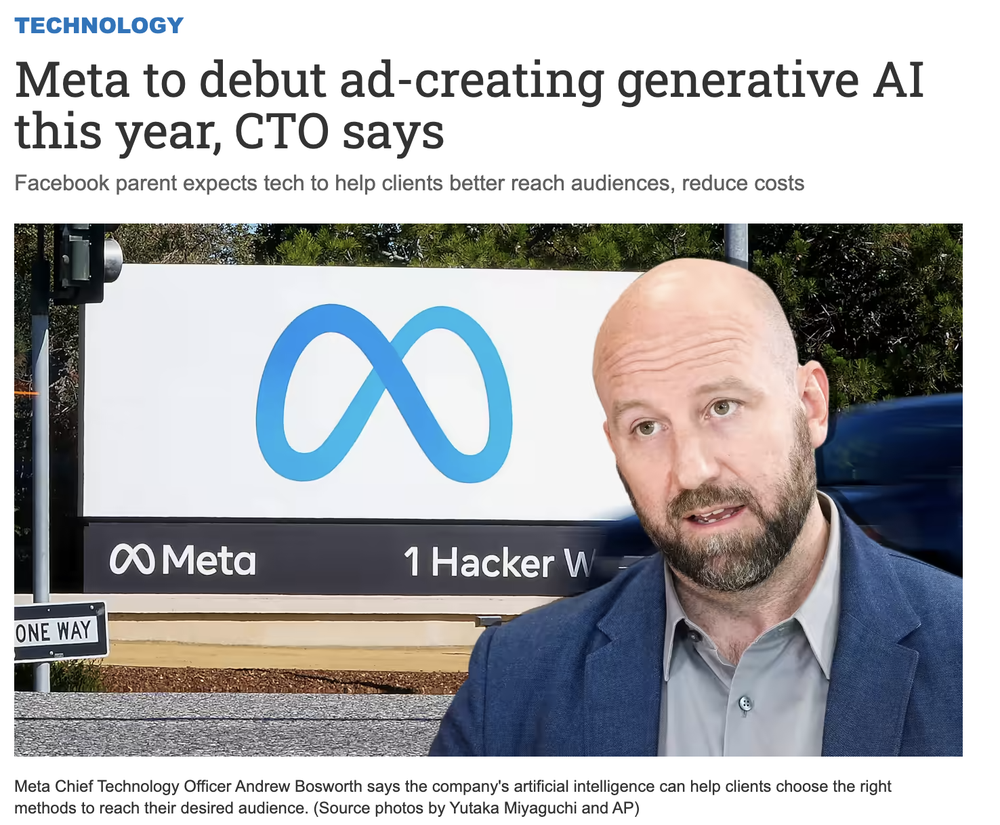 TECHNOLOGY
Meta to debut ad-creating generative AI
this year, CTO says
Facebook parent expects tech to help clients better reach audiences, reduce costs
Meta
1 Hacker W
ONE WAY
Meta Chief Technology Officer Andrew Bosworth says the company's artificial intelligence can help clients choose the right
methods to reach their desired audience. (Source photos by Yutaka Miyaguchi and AP)